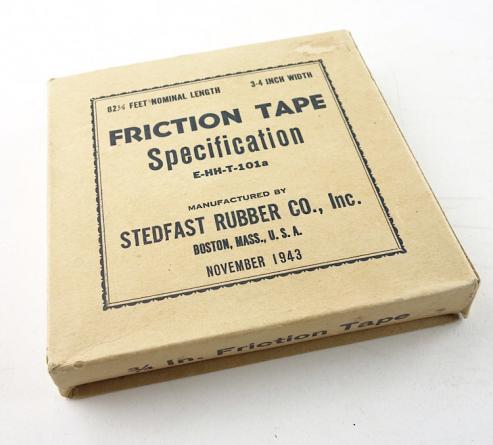 82½ FEET NOMINAL LENGTH 3-4 INCH WIDTH
FRICTION TAPE
Specification
E-HH-T-101a
MANUFACTURED BY
STEDFAST RUBBER CO., Inc.
BOSTON, MASS., U. S. A.
NOVEMBER 1943
¾ In. Friction Tape